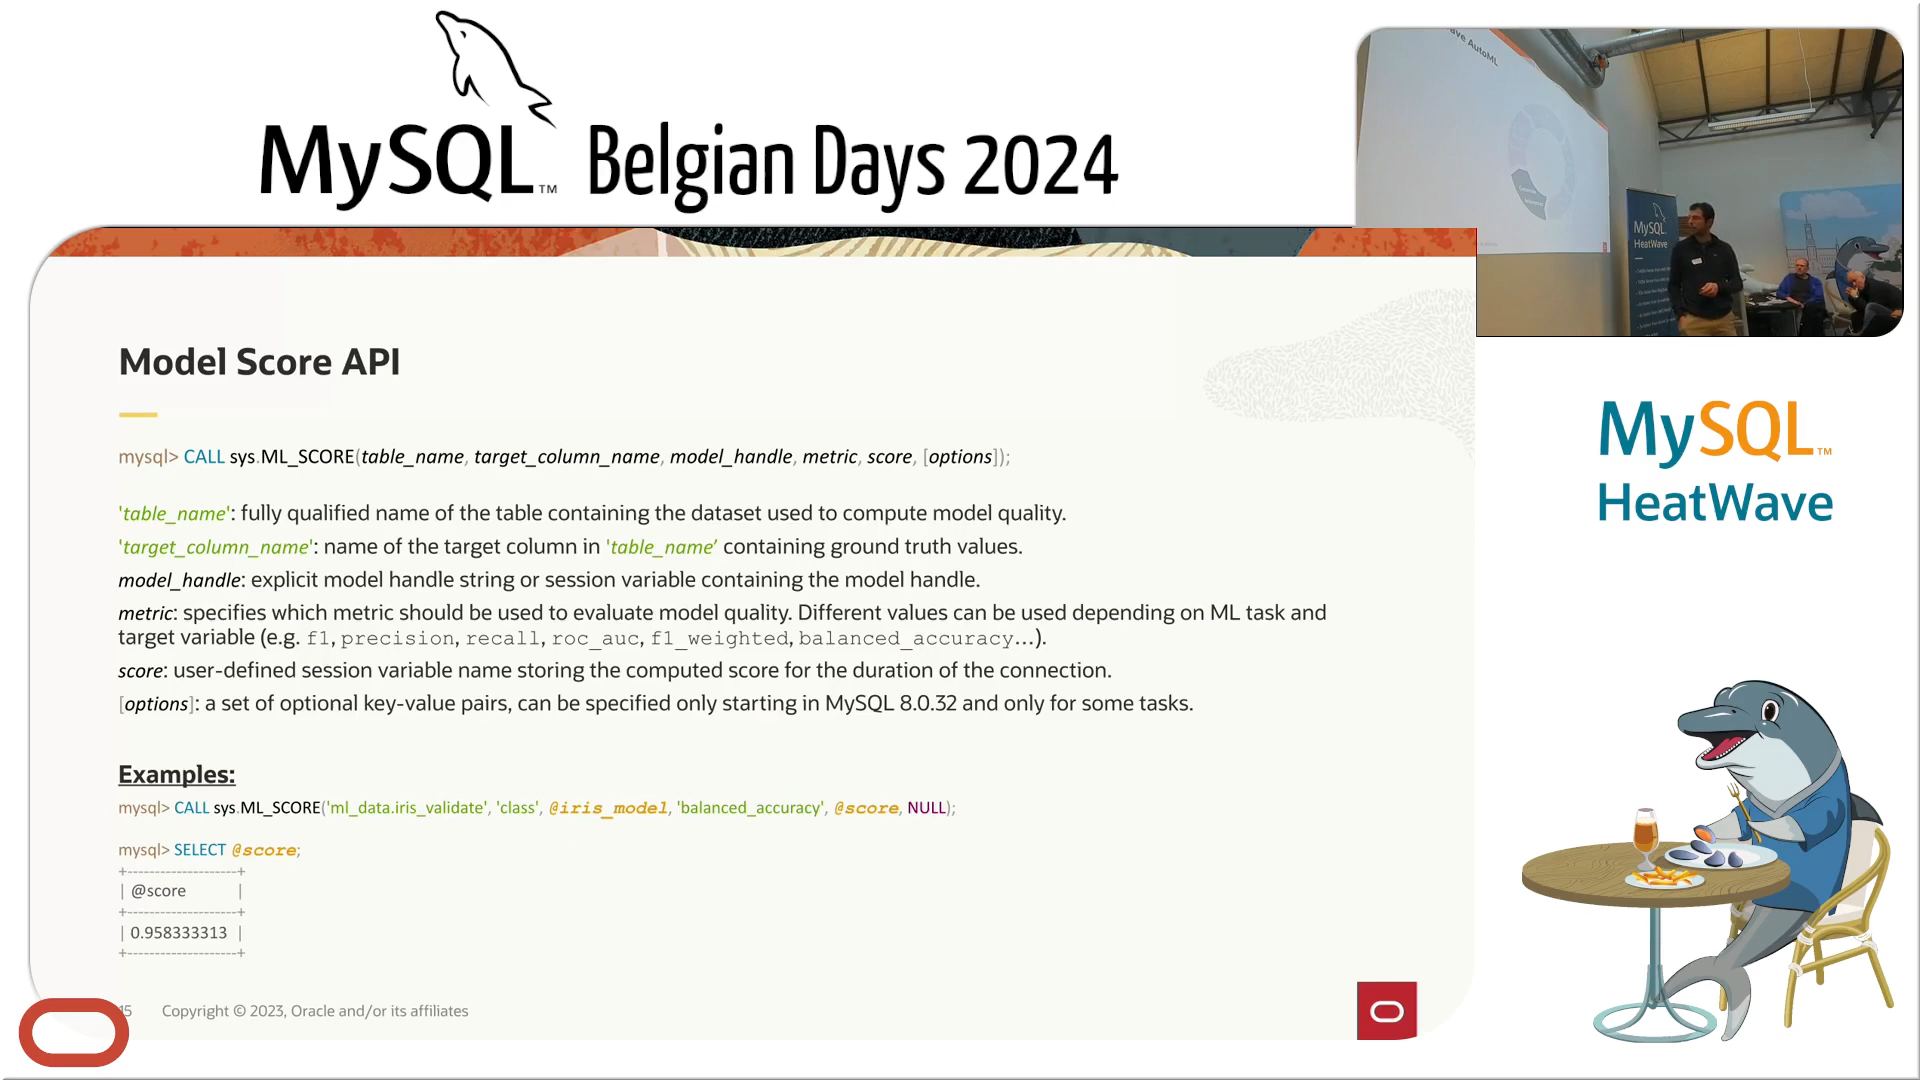 MySQL™ Belgian Days 2024
Model Score API
mysql> CALL sys.ML_SCORE(table_name, target_column_name, model_handle, metric, score, [options]);
'table_name': fully qualified name of the table containing the dataset used to compute model quality.
'target_column_name': name of the target column in 'table_name’ containing ground truth values.
model_handle: explicit model handle string or session variable containing the model handle.
metric: specifies which metric should be used to evaluate model quality. Different values can be used depending on ML task and
target variable (e.g. f1, precision, recall, roc_auc, f1_weighted, balanced_accuracy…).
score: user-defined session variable name storing the computed score for the duration of the connection.
[options]: a set of optional key-value pairs, can be specified only starting in MySQL 8.0.32 and only for some tasks.
Examples:
mysql> CALL sys.ML_SCORE('ml_data.iris_validate', 'class', @iris_model, 'balanced_accuracy', @score, NULL);
mysql> SELECT @score;
+--------------------+
| @score |
+--------------------+
| 0.958333313 |
+--------------------+
15 Copyright © 2023, Oracle and/or its affiliates
AutoML
MySQL
HeatWave
MySQL™
HeatWave